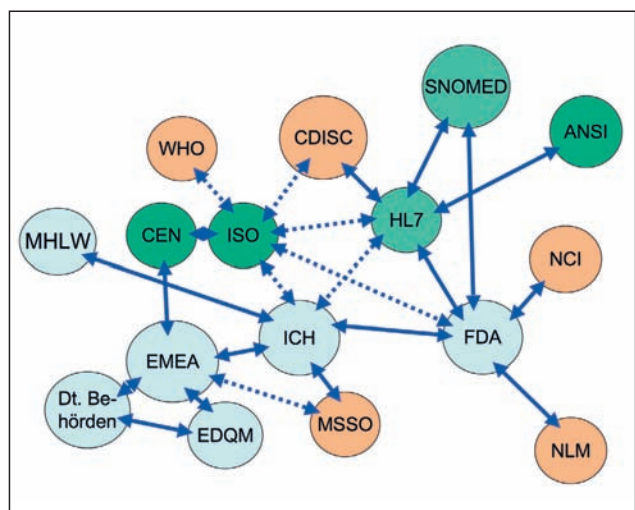 SNOMED
ANSI
CDISC
WHO
HL7
CEN
ISO
MHLW
NCI
ICH
FDA
EMEA
Dt. Be-
hörden
EDQM
MSSO
NLM